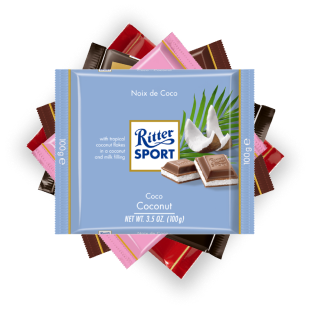 Noix de Coco
with tropical
coconut flakes
in a coconut
and milk filling
Ritter
SPORT
100g e
100g e
Coco
Coconut
NET WT. 3.5 OZ. (100g)